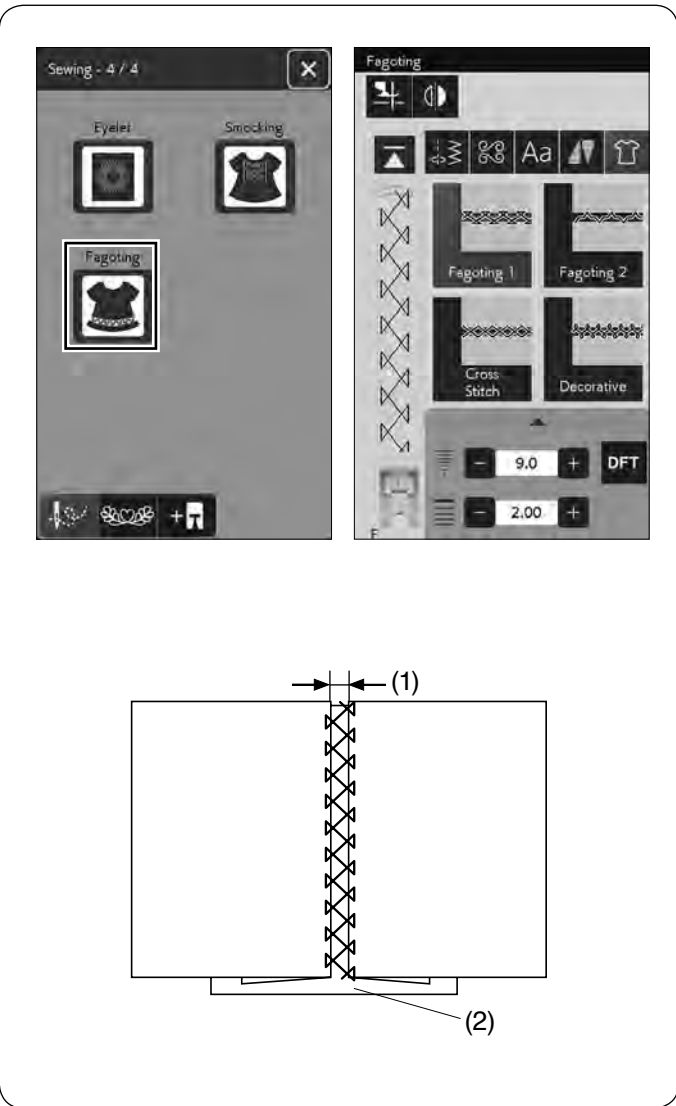 Sewing - 4 / 4
Eyelet Smocking
Fagoting
Fagoting
Aa
Fagoting 1 Fagoting 2
Cross
Stitch
Decorative
9.0
DFT
2.00
F
(1)
(2)